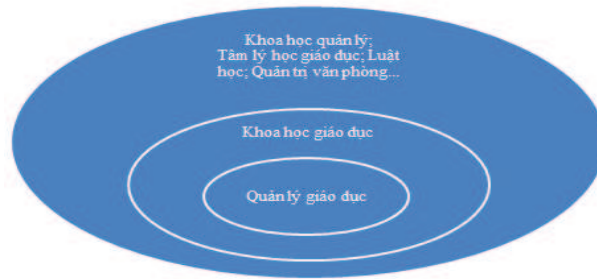 Khoa học quản lý;
Tâm lý học giáo dục; Luật
học; Quản trị văn phòng...
Khoa học giáo dục
Quản lý giáo dục